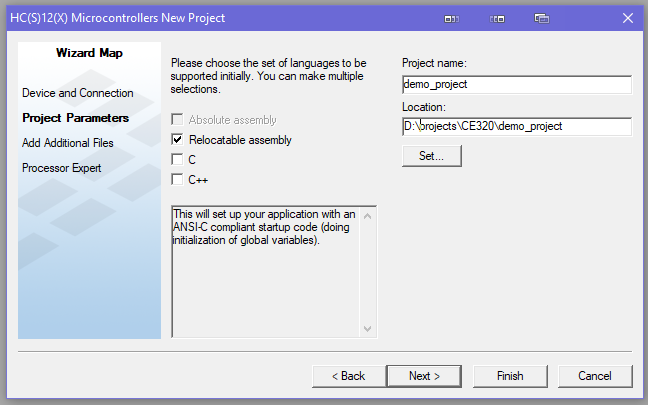 HC(S)12(X) Microcontrollers New Project
Wizard Map
Device and Connection
Project Parameters
Add Additional Files
Processor Expert
Please choose the set of languages to be
supported initially. You can make multiple
selections.
Absolute assembly
Relocatable assembly
C
C++
This will set up your application with an
ANSI-C compliant startup code (doing
initialization of global variables).
Project name:
demo_project
Location:
D:\projects\CE320\demo_project
Set...
< Back
Next >
Finish
Cancel